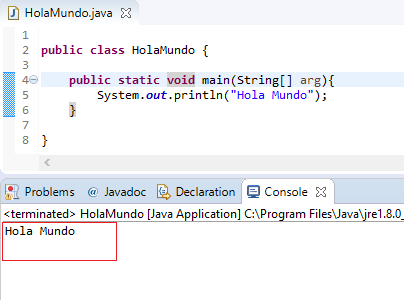 HolaMundo.java
1
2 public class HolaMundo {
3
4 public static void main(String[] arg){
5 System.out.println("Hola Mundo");
6 }
7
8 }
Problems @ Javadoc Declaration Console
<terminated> HolaMundo [Java Application] C:\Program Files\Java\jre1.8.0_
Hola Mundo